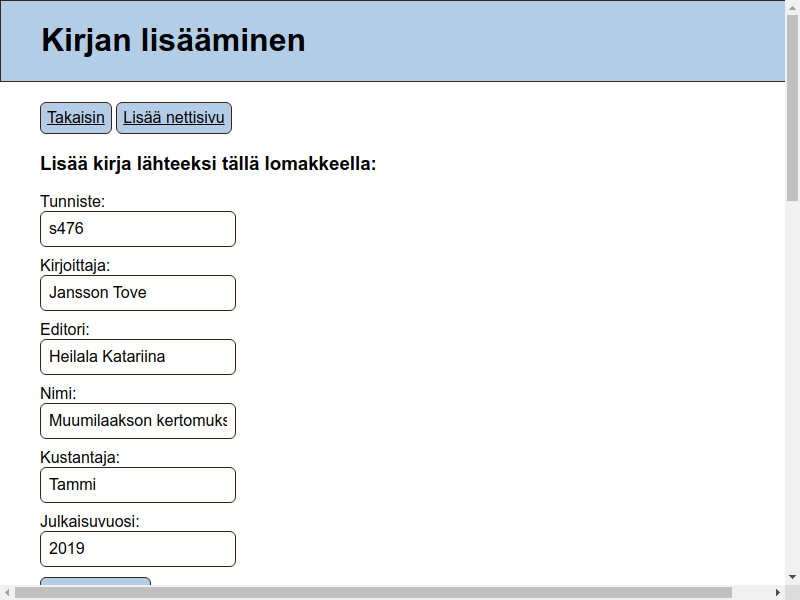 Kirjan lisääminen
Takaisin Lisää nettisivu
Lisää kirja lähteeksi tällä lomakkeella:
Tunniste:
s476
Kirjoittaja:
Jansson Tove
Editori:
Heilala Katariina
Nimi:
Muumilaakson kertomuks
Kustantaja:
Tammi
Julkaisuvuosi:
2019